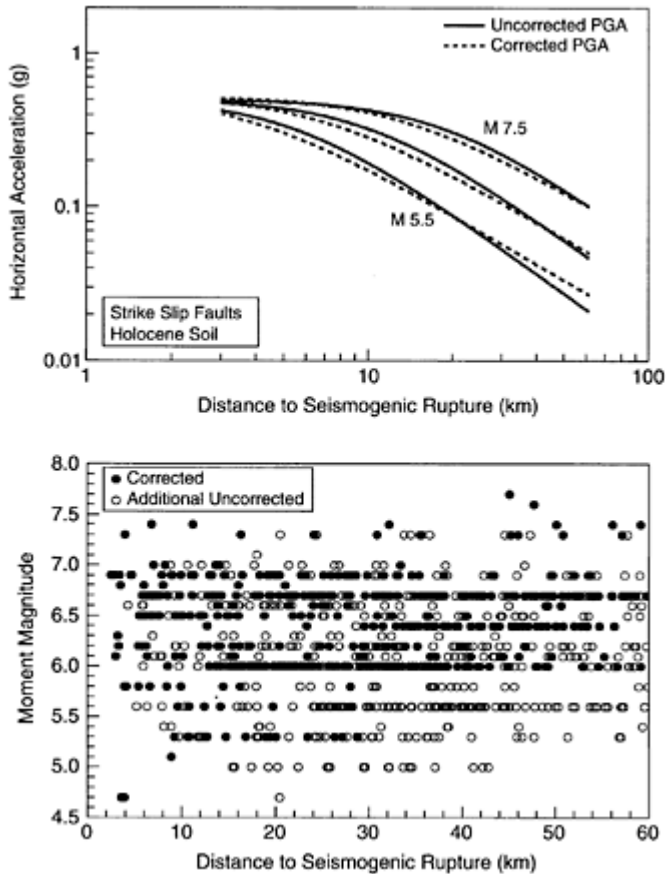 Uncorrected PGA
Corrected PGA
1
0.1
0.01
Horizontal Acceleration (g)
M 7.5
M 5.5
Strike Slip Faults
Holocene Soil
1
10
100
Distance to Seismogenic Rupture (km)
8.0
7.5
7.0
6.5
6.0
5.5
5.0
4.5
Moment Magnitude
Corrected
Additional Uncorrected
0
10
20
30
40
50
60
Distance to Seismogenic Rupture (km)